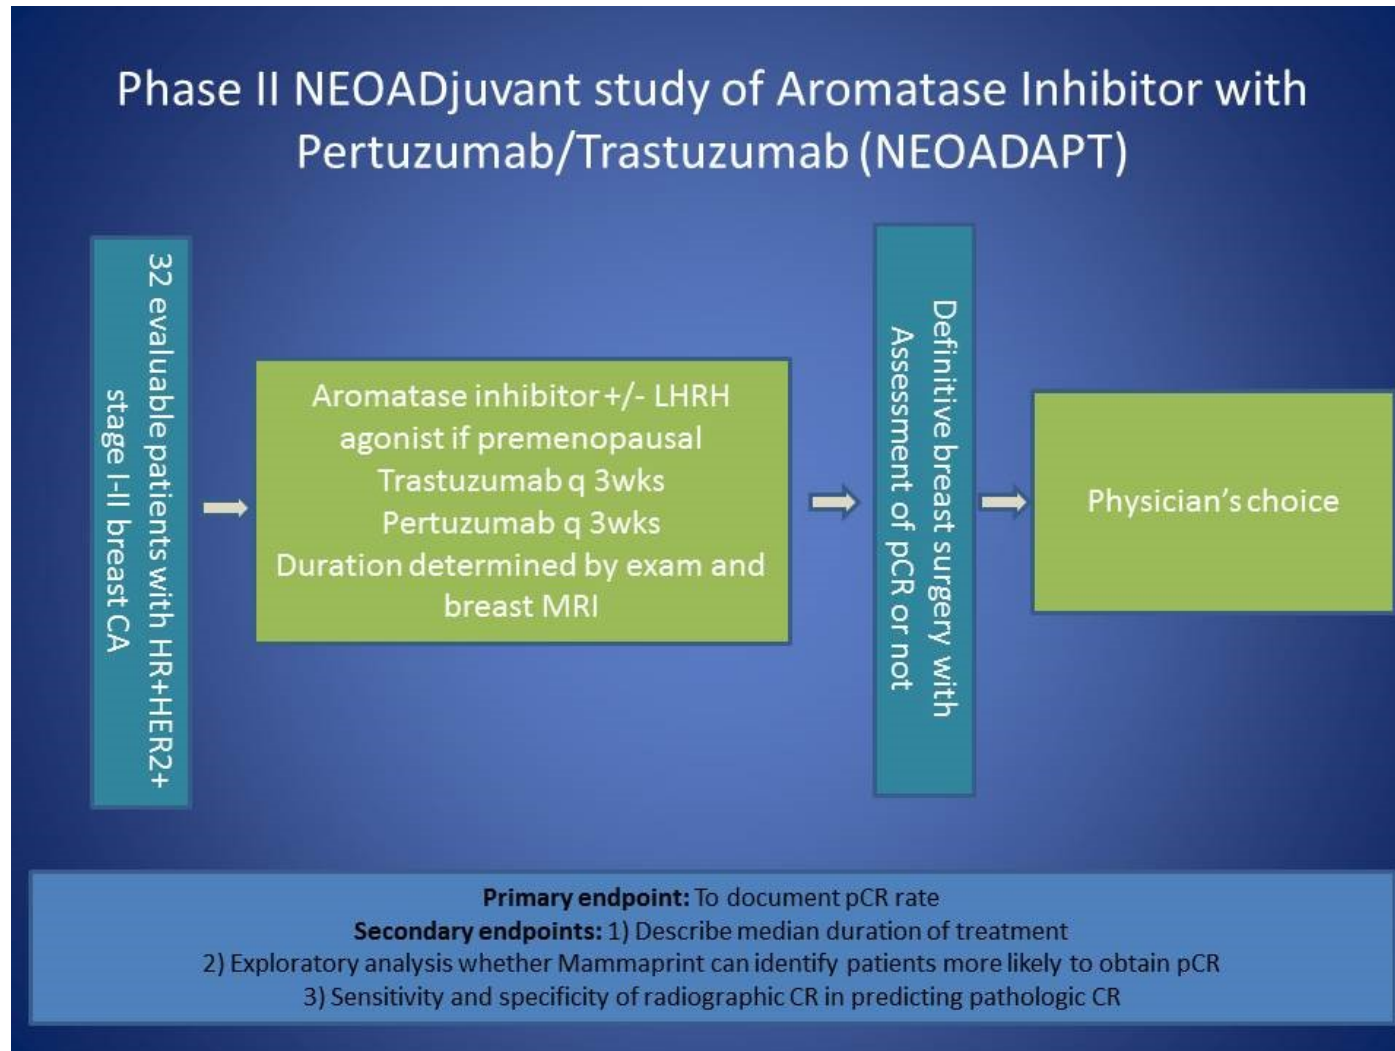 Phase II NEOADjuvant study of Aromatase Inhibitor with
Pertuzumab/Trastuzumab (NEOADAPT)
32 evaluable patients with HR+HER2+
stage I-II breast CA
Aromatase inhibitor +/- LHRH
agonist if premenopausal
Trastuzumab q 3wks
Pertuzumab q 3wks
Duration determined by exam and
breast MRI
Definitive breast surgery with
Assessment of pCR or not
Physician's choice
Primary endpoint: To document pCR rate
Secondary endpoints: 1) Describe median duration of treatment
2) Exploratory analysis whether Mammaprint can identify patients more likely to obtain pCR
3) Sensitivity and specificity of radiographic CR in predicting pathologic CR